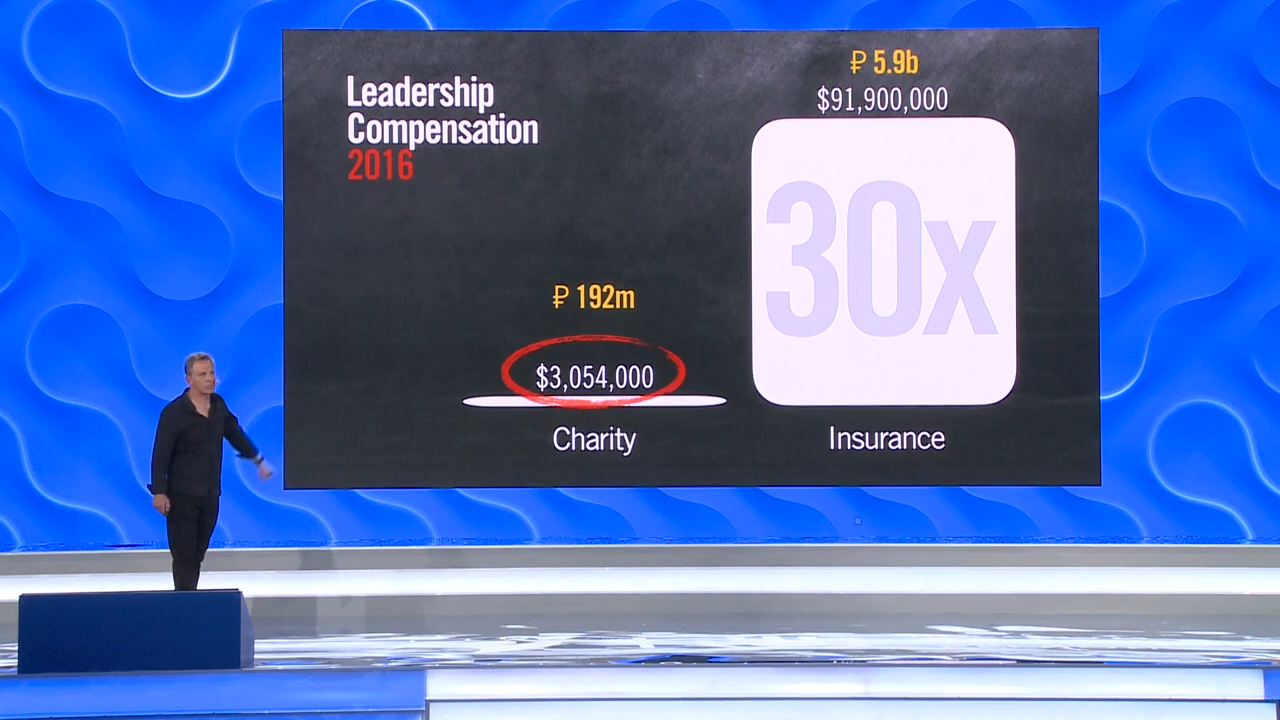 Leadership
Compensation
2016
₽ 5.9b
$91,900,000
30x
₽ 192m
$3,054,000
Charity
Insurance